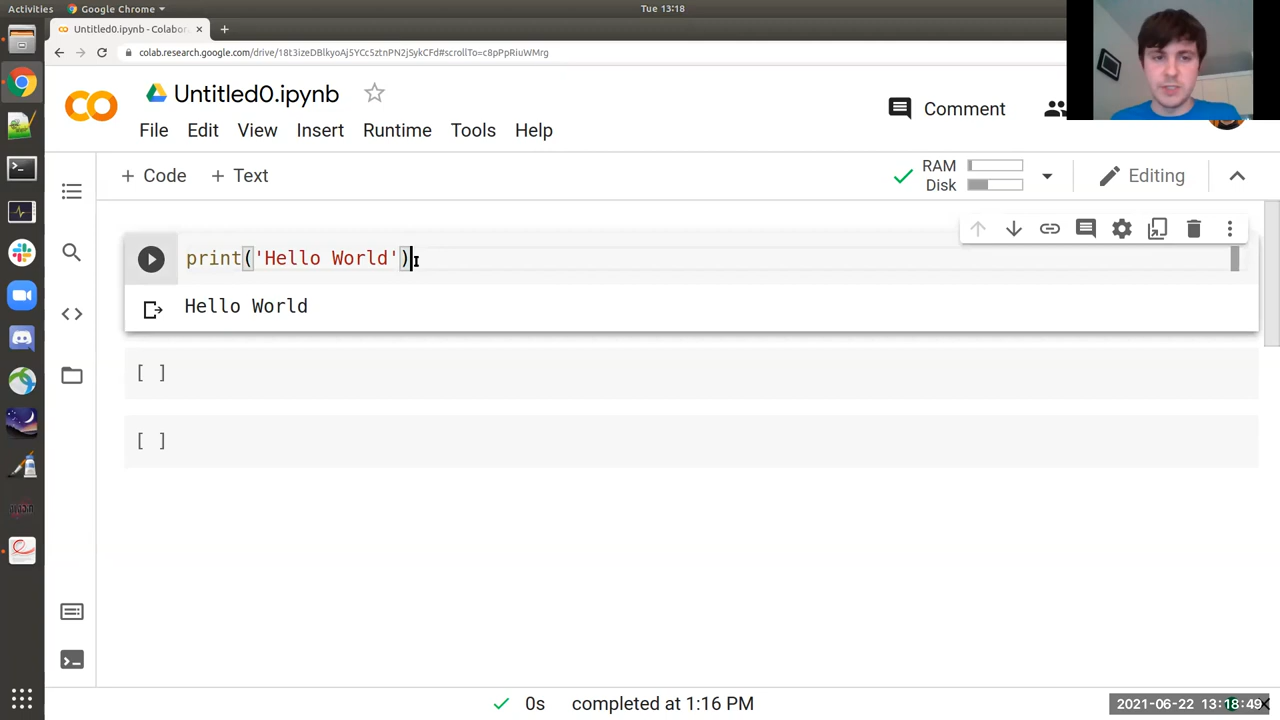 Activities Google Chrome Tue 13:18
Untitled0.ipynb - Colabor
colab.research.google.com/drive/18t3izeDBlkyoAj5YCc5ztnPN2jSykCFd#scrollTo=c8pPpRiuWMrg
Untitled0.ipynb
Comment
File Edit View Insert Runtime Tools Help
+ Code + Text
RAM
Disk
Editing
print('Hello World')
Hello World
[ ]
[ ]
0s completed at 1:16 PM
2021-06-22 13:18:49